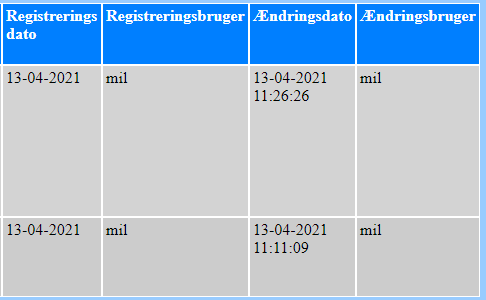 Registrerings Registreringsbruger Ændringsdato Ændringsbruger
dato
13-04-2021 mil 13-04-2021 mil
11:26:26
13-04-2021 mil 13-04-2021 mil
11:11:09